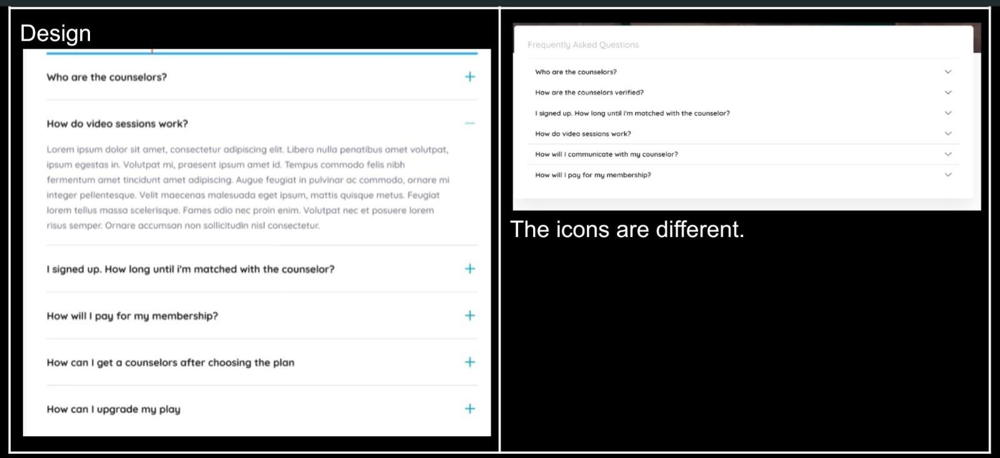 Design
Who are the counselors?
How do video sessions work?
Lorem ipsum dolor sit amet, consectetur adipiscing elit. Libero nulla penatibus amet volutpat,
ipsum egestas in. Volutpat mi, praesent ipsum amet id. Tempus commodo felis nibh
fermentum amet tincidunt amet adipiscing. Augue feugiat in pulvinar ac commodo, ornare mi
integer pellentesque. Velit maecenas malesuada eget ipsum, mattis quisque metus. Feugiat
lorem tellus massa scelerisque. Fames odio nec proin enim. Volutpat nec et posuere lorem
risus semper. Ornare accumsan non sollicitudin nisl consectetur.
I signed up. How long until i'm matched with the counselor?
How will I pay for my membership?
How can I get a counselors after choosing the plan
How can I upgrade my play
Frequently Asked Questions
Who are the counselors?
How are the counselors verified?
I signed up. How long until i'm matched with the counselor?
How do video sessions work?
How will I communicate with my counselor?
How will I pay for my membership?
The icons are different.